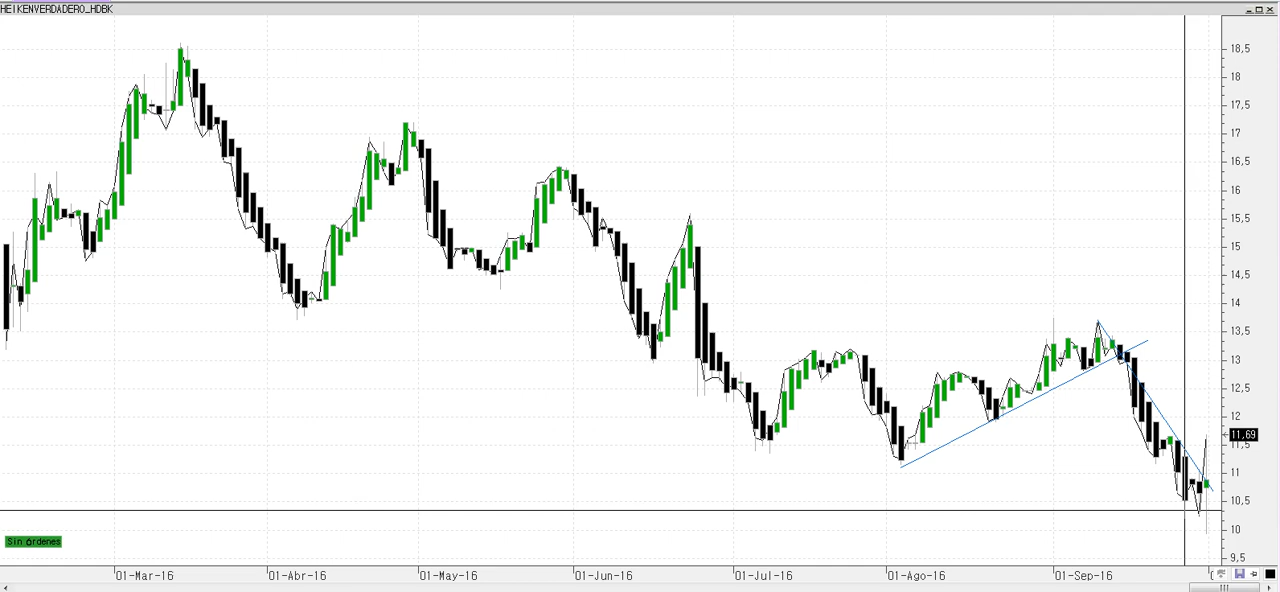 HEIKENVERDADERO_HDBK
18,5
18
17,5
17
16,5
16
15,5
15
14,5
14
13,5
13
12,5
12
11,69
11,5
11
10,5
10
9,5
Sin órdenes
01-Mar-16
01-Abr-16
01-May-16
01-Jun-16
01-Jul-16
01-Ago-16
01-Sep-16